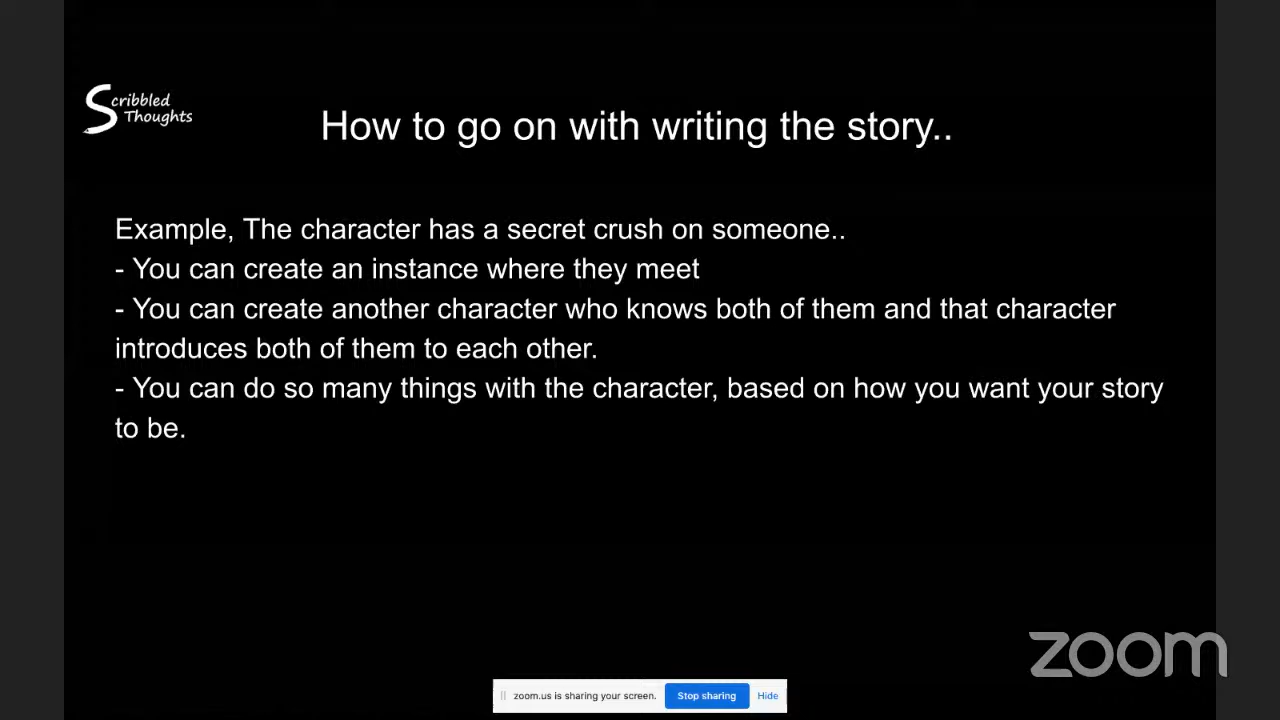 Scribbled
Thoughts
How to go on with writing the story..
Example, The character has a secret crush on someone..
- You can create an instance where they meet
- You can create another character who knows both of them and that character
introduces both of them to each other.
- You can do so many things with the character, based on how you want your story
to be.
zoom
zoom.us is sharing your screen. Stop sharing Hide